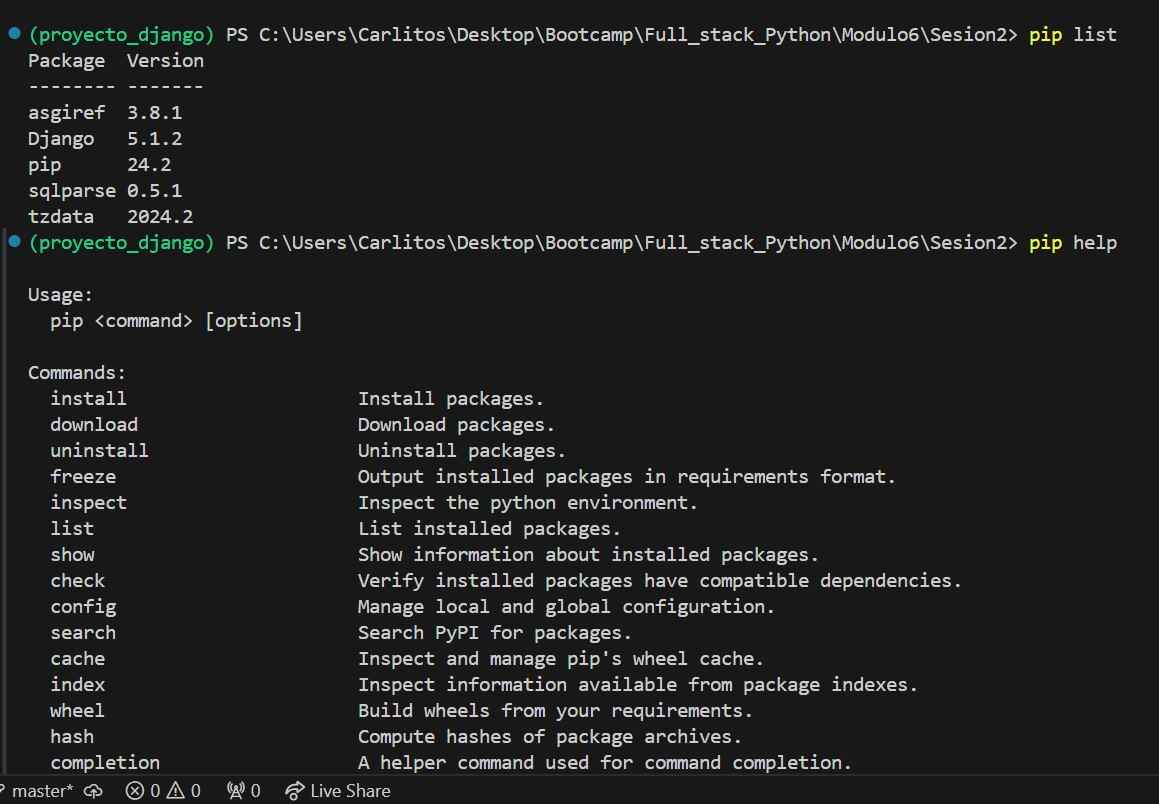 (proyecto_django) PS C:\Users\Carlitos\Desktop\Bootcamp\Full_stack_Python\Modulo6\Sesion2> pip list
Package  Version
-------- -------
asgiref  3.8.1
Django   5.1.2
pip      24.2
sqlparse 0.5.1
tzdata   2024.2
(proyecto_django) PS C:\Users\Carlitos\Desktop\Bootcamp\Full_stack_Python\Modulo6\Sesion2> pip help

Usage:
  pip <command> [options]

Commands:
  install                     Install packages.
  download                    Download packages.
  uninstall                   Uninstall packages.
  freeze                      Output installed packages in requirements format.
  inspect                     Inspect the python environment.
  list                        List installed packages.
  show                        Show information about installed packages.
  check                       Verify installed packages have compatible dependencies.
  config                      Manage local and global configuration.
  search                      Search PyPI for packages.
  cache                       Inspect and manage pip's wheel cache.
  index                       Inspect information available from package indexes.
  wheel                       Build wheels from your requirements.
  hash                        Compute hashes of package archives.
  completion                  A helper command used for command completion.
master* 0 0 0 Live Share